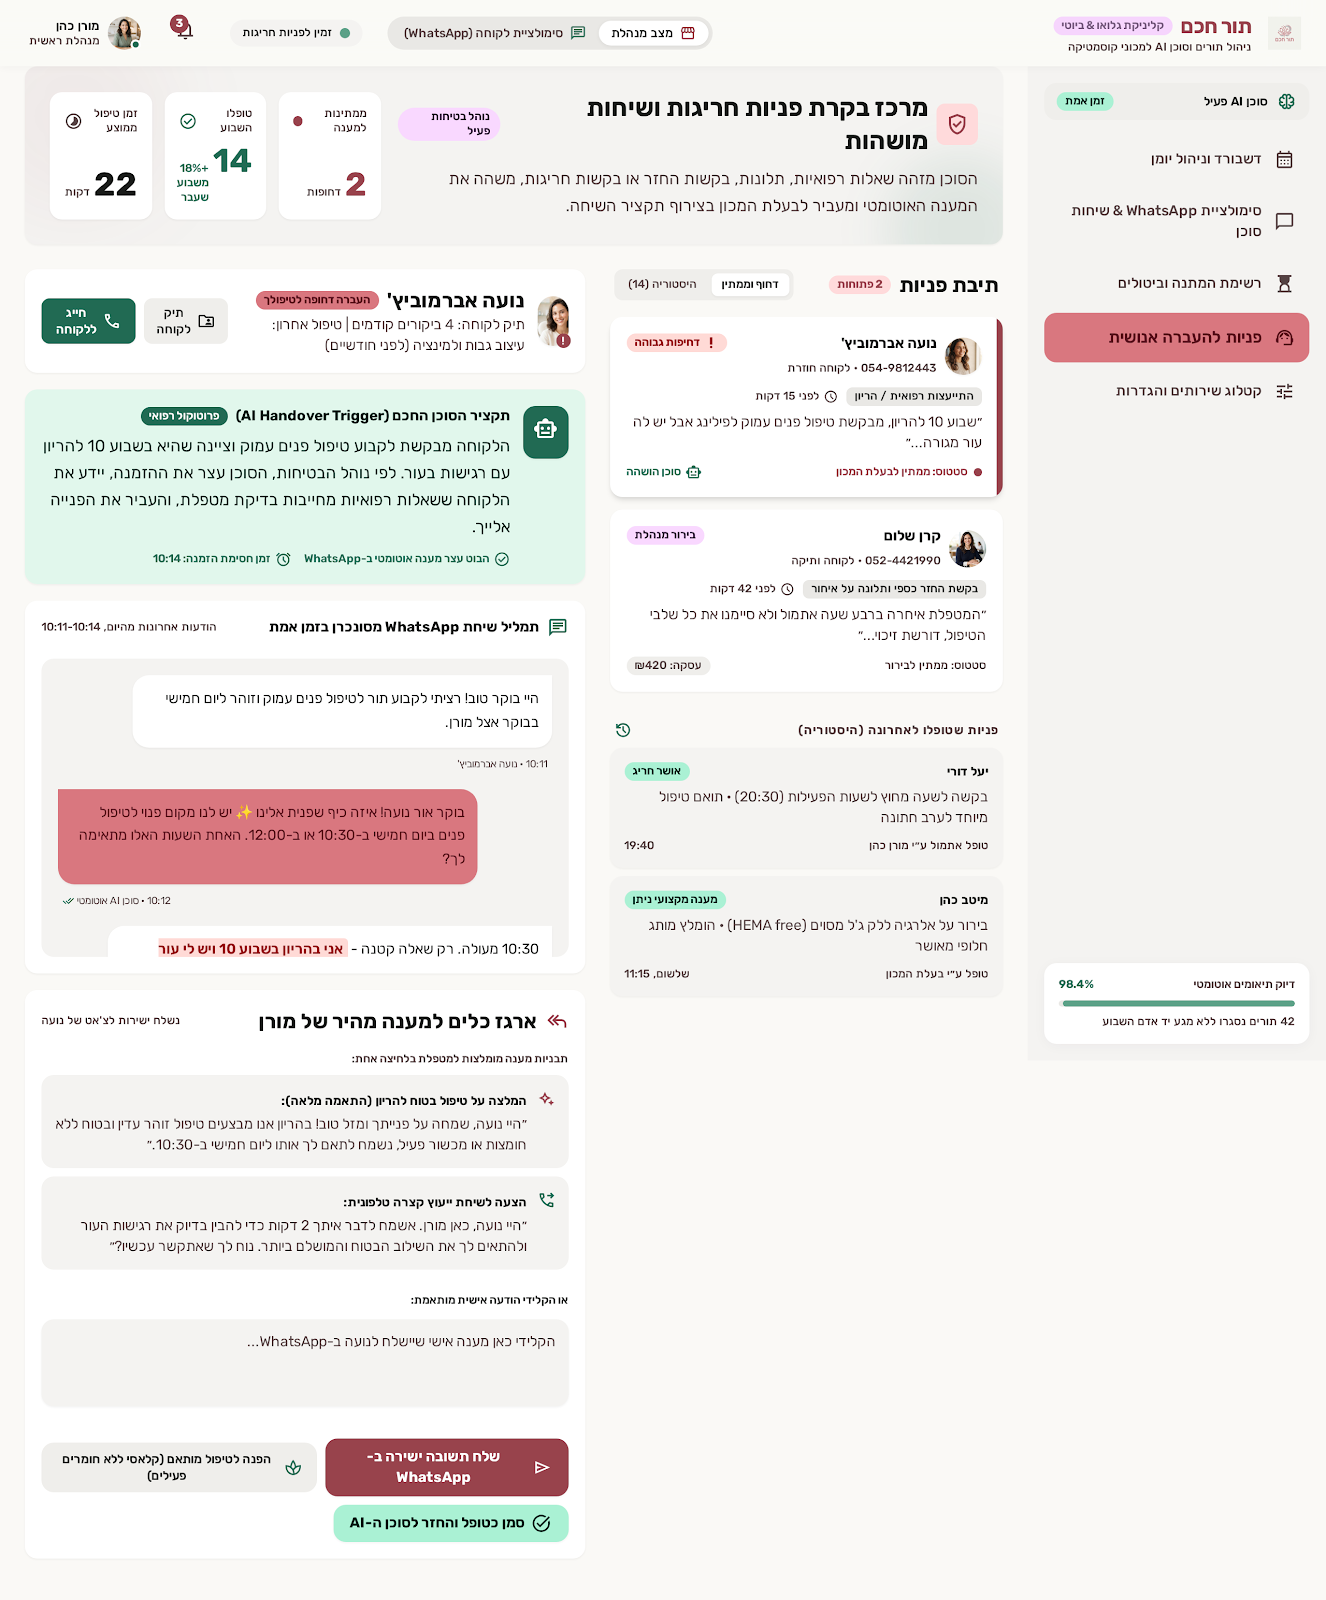 תור חכם
קליניקת גלואו & ביוטי
ניהול תורים וסוכן AI למכוני קוסמטיקה
תור חכם
מצב מנהלת
סימולציית לקוחה (WhatsApp)
זמין לפניות חריגות
3
מורן כהן
מנהלת ראשית
סוכן AI פעיל
זמן אמת
דשבורד וניהול יומן
סימולציית WhatsApp & שיחות
סוכן
רשימת המתנה וביטולים
פניות להעברה אנושית
קטלוג שירותים והגדרות
דיוק תיאומים אוטומטי
98.4%
42 תורים נסגרו ללא מגע יד אדם השבוע
מרכז בקרת פניות חריגות ושיחות
מושהות
נוהל בטיחות
פעיל
הסוכן מזהה שאלות רפואיות, תלונות, בקשות החזר או בקשות חריגות, משהה את
המענה האוטומטי ומעביר לבעלת המכון בצירוף תקציר השיחה.
ממתינות
למענה
2 דחופות
טופלו
השבוע
14
+18%
משבוע
שעבר
זמן טיפול
ממוצע
22 דקות
תיבת פניות
2 פתוחות
דחוף וממתין
היסטוריה (14)
נועה אברמוביץ'
דחיפות גבוהה
054-9812443 • לקוחה חוזרת
התייעצות רפואית / הריון
לפני 15 דקות
״שבוע 10 להריון, מבקשת טיפול פנים עמוק לפילינג אבל יש לה
עור מגורה...״
סטטוס: ממתין לבעלת המכון
סוכן הושהה
קרן שלום
בירור מנהלת
052-4421990 • לקוחה ותיקה
בקשת החזר כספי ותלונה על איחור
לפני 42 דקות
״המטפלת איחרה ברבע שעה אתמול ולא סיימנו את כל שלבי
הטיפול, דורשת זיכוי...״
סטטוס: ממתין לבירור
עסקה: 420₪
פניות שטופלו לאחרונה (היסטוריה)
יעל דורי
אושר חריג
בקשה לשעה מחוץ לשעות הפעילות (20:30) • תואם טיפול
מיוחד לערב חתונה
טופל אתמול ע״י מורן כהן
19:40
מיטב כהן
מענה מקצועי ניתן
בירור על אלרגיה ללק ג'ל מסוים (HEMA free) • הומלץ מותג
חלופי מאושר
טופל ע״י בעלת המכון
שלשום, 11:15
נועה אברמוביץ'
העברה דחופה לטיפולך
תיק לקוחה: 4 ביקורים קודמים | טיפול אחרון:
עיצוב גבות ולמינציה (לפני חודשיים)
תיק
לקוחה
חייג
ללקוחה
תקציר הסוכן החכם (AI Handover Trigger)
פרוטוקול רפואי
הלקוחה מבקשת לקבוע טיפול פנים עמוק וציינה שהיא בשבוע 10 להריון
עם רגישות בעור. לפי נוהל הבטיחות, הסוכן עצר את ההזמנה, יידע את
הלקוחה ששאלות רפואיות מחייבות בדיקת מטפלת, והעביר את הפנייה
אלייך.
הבוט עצר מענה אוטומטי ב-WhatsApp
זמן חסימת הזמנה: 10:14
תמליל שיחת WhatsApp מסונכרן בזמן אמת
הודעות אחרונות מהיום, 10:11-10:14
היי בוקר טוב! רציתי לקבוע תור לטיפול פנים עמוק וזוהר ליום חמישי
בבוקר אצל מורן.
10:11 • נועה אברמוביץ'
בוקר אור נועה! איזה כיף שפנית אלינו ✨ יש לנו מקום פנוי לטיפול
פנים ביום חמישי ב-10:30 או ב-12:00. האחת השעות האלו מתאימה
לך?
10:12 • סוכן AI אוטומטי
10:30 מעולה. רק שאלה קטנה - אני בהריון בשבוע 10 ויש לי עור
ארגז כלים למענה מהיר של מורן
נשלח ישירות לצ'אט של נועה
תבניות מענה מומלצות למטפלת בלחיצה אחת:
המלצה על טיפול בטוח להריון (התאמה מלאה):
״היי נועה, שמחה על פנייתך ומזל טוב! בהריון אנו מבצעים טיפול זוהר עדין ובטוח ללא
חומצות או מכשור פעיל, נשמח לתאם לך אותו ליום חמישי ב-10:30.״
הצעה לשיחת ייעוץ קצרה טלפונית:
״היי נועה, כאן מורן. אשמח לדבר איתך 2 דקות כדי להבין בדיוק את רגישות העור
ולהתאים לך את השילוב הבטוח והמושלם ביותר. נוח לך שאתקשר עכשיו?״
או הקלידי הודעה אישית מותאמת:
הקלידי כאן מענה אישי שיישלח לנועה ב-WhatsApp...
שלח תשובה ישירה ב-
WhatsApp
הפנה לטיפול מותאם (קלאסי ללא חומרים
פעילים)
סמן כטופל והחזר לסוכן ה-AI